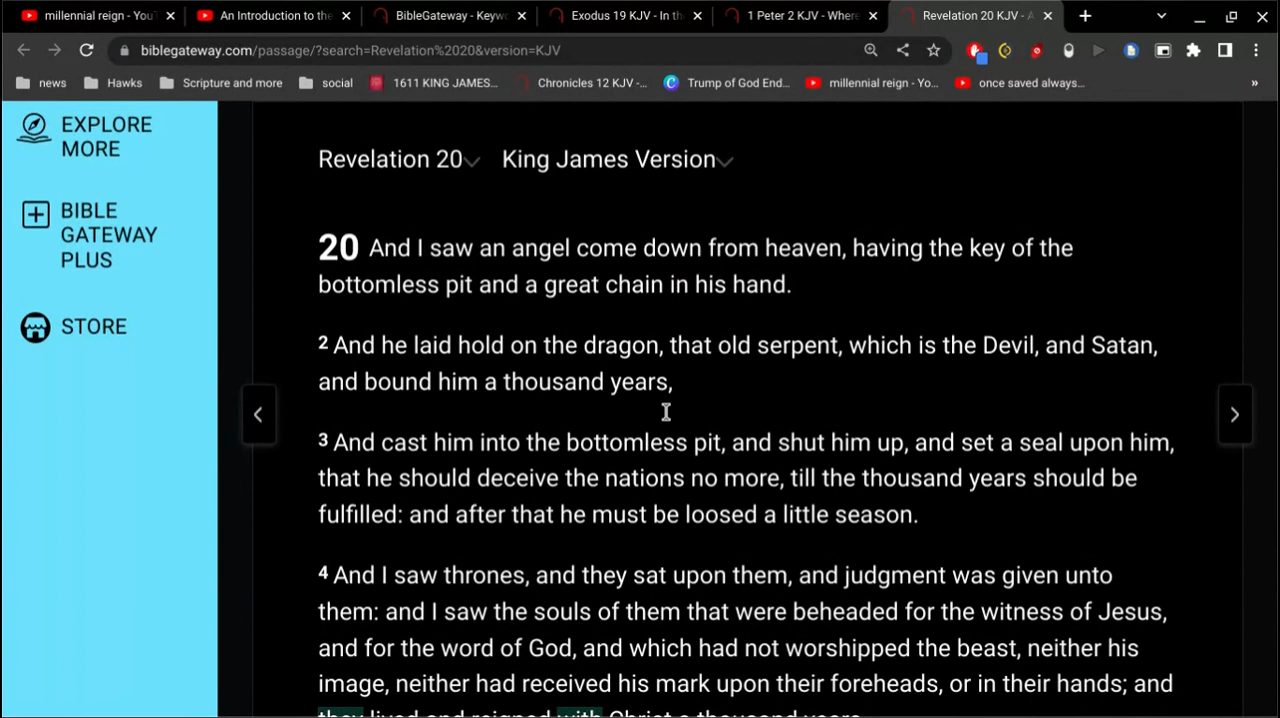 millennial reign - YouT
An Introduction to the
BibleGateway - Keywo
Exodus 19 KJV - In th
1 Peter 2 KJV - Where
Revelation 20 KJV - A
biblegateway.com/passage/?search=Revelation%2020&version=KJV
news
Hawks
Scripture and more
social
1611 KING JAMES...
Chronicles 12 KJV -...
Trump of God End...
millennial reign - Yo...
once saved always...
»
EXPLORE
MORE
BIBLE
GATEWAY
PLUS
STORE
Revelation 20 King James Version
20 And I saw an angel come down from heaven, having the key of the
bottomless pit and a great chain in his hand.
2 And he laid hold on the dragon, that old serpent, which is the Devil, and Satan,
and bound him a thousand years,
3 And cast him into the bottomless pit, and shut him up, and set a seal upon him,
that he should deceive the nations no more, till the thousand years should be
fulfilled: and after that he must be loosed a little season.
4 And I saw thrones, and they sat upon them, and judgment was given unto
them: and I saw the souls of them that were beheaded for the witness of Jesus,
and for the word of God, and which had not worshipped the beast, neither his
image, neither had received his mark upon their foreheads, or in their hands; and
they lived and reigned with Christ a thousand years.